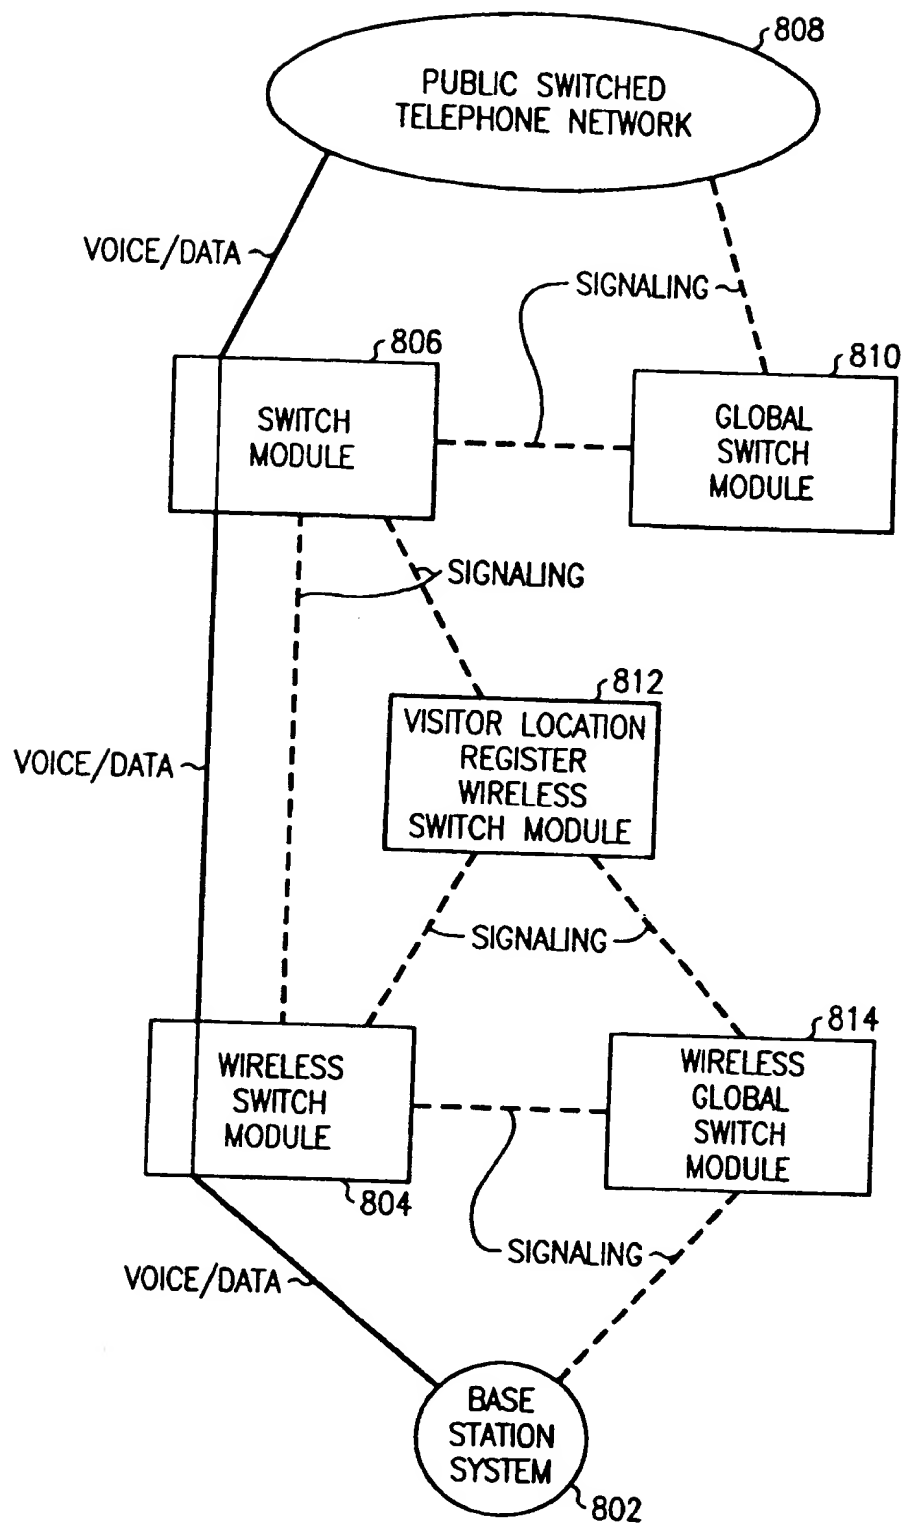 808
PUBLIC SWITCHED
TELEPHONE NETWORK
VOICE/DATA
SIGNALING
806
810
SWITCH
MODULE
GLOBAL
SWITCH
MODULE
SIGNALING
812
VISITOR LOCATION
REGISTER
WIRELESS
SWITCH MODULE
VOICE/DATA
SIGNALING
814
WIRELESS
SWITCH
MODULE
WIRELESS
GLOBAL
SWITCH
MODULE
804
SIGNALING
VOICE/DATA
BASE
STATION
SYSTEM
802